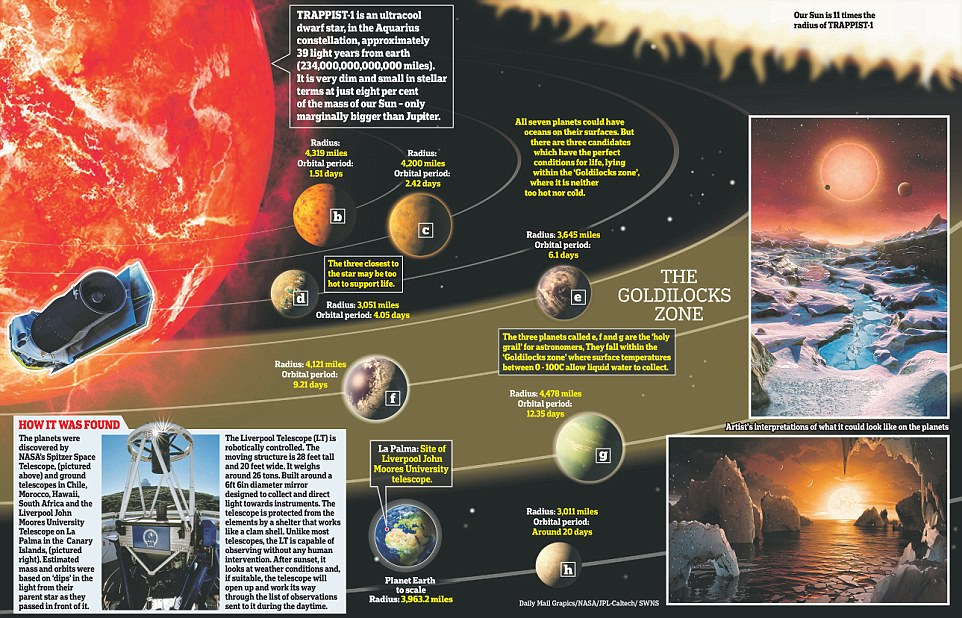 TRAPPIST-1 is an ultracool
dwarf star, in the Aquarius
constellation, approximately
39 light years from earth
(234,000,000,000,000 miles).
It is very dim and small in stellar
terms at just eight per cent
of the mass of our Sun – only
marginally bigger than Jupiter.
Our Sun is 11 times the
radius of TRAPPIST-1
All seven planets could have
oceans on their surfaces. But
there are three candidates
which have the perfect
conditions for life, lying
within the ‘Goldilocks zone’,
where it is neither
too hot nor cold.
Radius:
4,319 miles
Orbital period:
1.51 days
b
Radius:
4,200 miles
Orbital period:
2.42 days
c
The three closest to
the star may be too
hot to support life.
d
Radius: 3,051 miles
Orbital period: 4.05 days
Radius: 3,645 miles
Orbital period:
6.1 days
e
THE
GOLDILOCKS
ZONE
The three planets called e, f and g are the ‘holy
grail’ for astronomers, They fall within the
‘Goldilocks zone’ where surface temperatures
between 0 - 100C allow liquid water to collect.
Radius: 4,121 miles
Orbital period:
9.21 days
f
Radius: 4,478 miles
Orbital period:
12.35 days
g
Artist’s interpretations of what it could look like on the planets
HOW IT WAS FOUND
The planets were
discovered by
NASA’s Spitzer Space
Telescope, (pictured
above) and ground
telescopes in Chile,
Morocco, Hawaii,
South Africa and the
Liverpool John
Moores University
Telescope on La
Palma in the Canary
Islands, (pictured
right). Estimated
mass and orbits were
based on ‘dips’ in the
light from their
parent star as they
passed in front of it.
The Liverpool Telescope (LT) is
robotically controlled. The
moving structure is 28 feet tall
and 20 feet wide. It weighs
around 26 tons. Built around a
6ft 6in diameter mirror
designed to collect and direct
light towards instruments. The
telescope is protected from the
elements by a shelter that works
like a clam shell. Unlike most
telescopes, the LT is capable of
observing without any human
intervention. After sunset, it
looks at weather conditions and,
if suitable, the telescope will
open up and work its way
through the list of observations
sent to it during the daytime.
La Palma: Site of
Liverpool John
Moores University
telescope.
Planet Earth
to scale
Radius: 3,963.2 miles
Radius: 3,011 miles
Orbital period:
Around 20 days
h
Daily Mail Grapics/NASA/JPL-Caltech/ SWNS